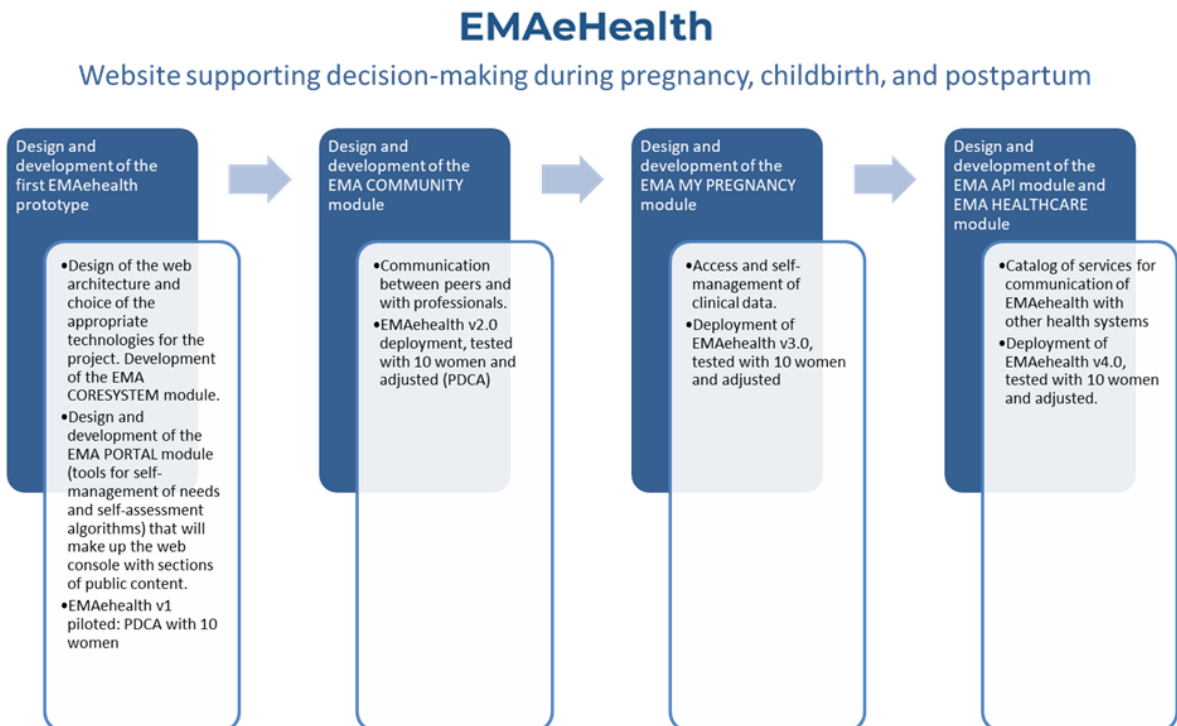 EMAeHealth
Website supporting decision-making during pregnancy, childbirth, and postpartum
Design and
development of the
first EMAehealth
prototype
•Design of the web
architecture and
choice of the
appropriate
technologies for the
project. Development
of the EMA
CORESYSTEM module.
•Design and
development of the
EMA PORTAL module
(tools for self-
management of needs
and self-assessment
algorithms) that will
make up the web
console with sections
of public content.
•EMAehealth v1
piloted: PDCA with 10
women
Design and
development of the
EMA COMMUNITY
module
•Communication
between peers and
with professionals.
•EMAehealth v2.0
deployment, tested
with 10 women and
adjusted (PDCA)
Design and
development of the
EMA MY PREGNANCY
module
•Access and self-
management of
clinical data.
•Deployment of
EMAehealth v3.0,
tested with 10 women
and adjusted
Design and
development of the
EMA API module and
EMA HEALTHCARE
module
•Catalog of services for
communication of
EMAehealth with
other health systems
•Deployment of
EMAehealth v4.0,
tested with 10 women
and adjusted.